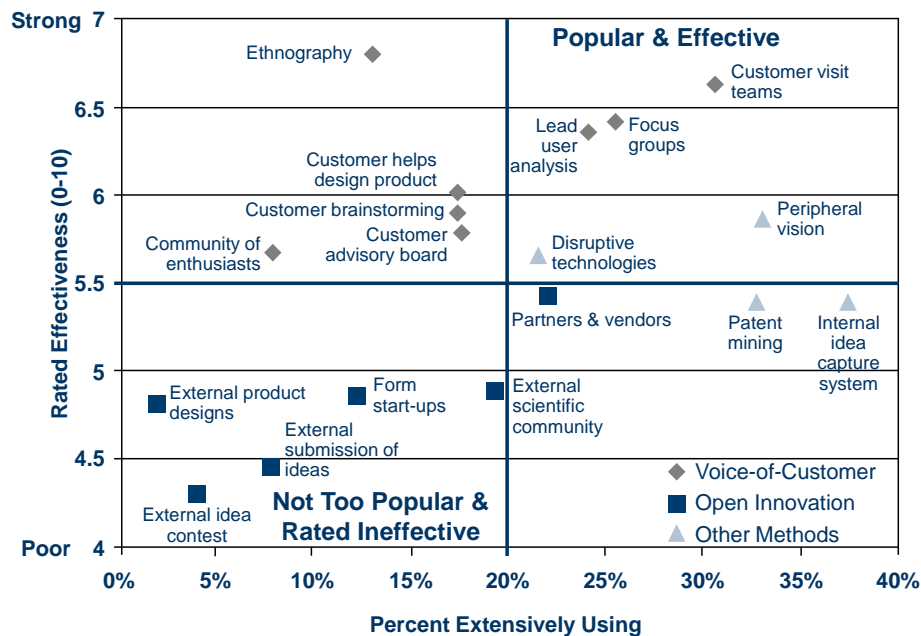 Strong 7
Popular & Effective
Ethnography
Customer visit
teams
6.5
Lead
user
analysis
Focus
groups
Customer helps
design product
6
Customer brainstorming
Peripheral
vision
Customer
advisory board
Community of
enthusiasts
Disruptive
technologies
5.5
Rated Effectiveness (0-10)
Partners & vendors
Patent
mining
Internal
idea
capture
system
5
External product
designs
Form
start-ups
External
scientific
community
External
submission of
ideas
4.5
Voice-of-Customer
Not Too Popular &
Rated Ineffective
Open Innovation
External idea
contest
Other Methods
Poor 4
0% 5% 10% 15% 20% 25% 30% 35% 40%
Percent Extensively Using